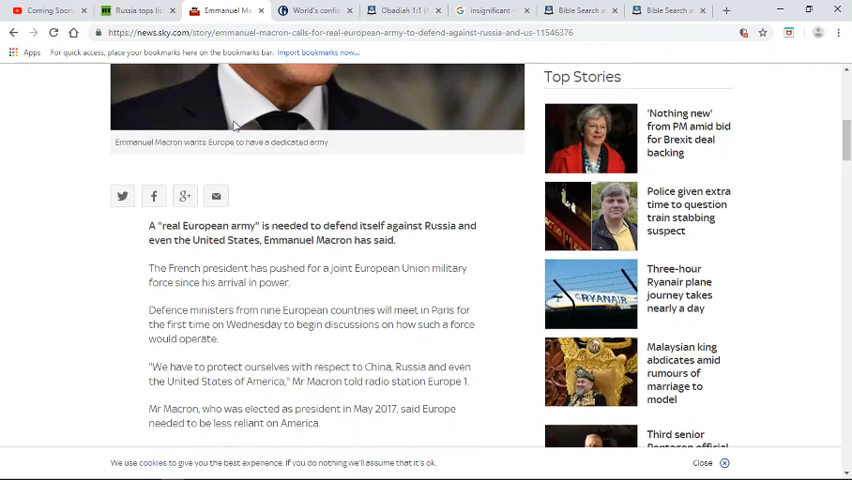 Coming Soon
Russia tops lis
Emmanuel Ma
World's confi
Obadiah 1:1 (K
insignificant -
Bible Search a
Bible Search a
https://news.sky.com/story/emmanuel-macron-calls-for-real-european-army-to-defend-against-russia-and-us-11546376
Apps For quick access, place your bookmarks here on the bookmarks bar. Import bookmarks now...
Emmanuel Macron wants Europe to have a dedicated army
A "real European army" is needed to defend itself against Russia and
even the United States, Emmanuel Macron has said.
The French president has pushed for a joint European Union military
force since his arrival in power.
Defence ministers from nine European countries will meet in Paris for
the first time on Wednesday to begin discussions on how such a force
would operate.
"We have to protect ourselves with respect to China, Russia and even
the United States of America," Mr Macron told radio station Europe 1.
Mr Macron, who was elected as president in May 2017, said Europe
needed to be less reliant on America.
Top Stories
'Nothing new'
from PM amid bid
for Brexit deal
backing
Police given extra
time to question
train stabbing
suspect
RYANAIR
Three-hour
Ryanair plane
journey takes
nearly a day
Malaysian king
abdicates amid
rumours of
marriage to
model
Third senior
Pentagon official
We use cookies to give you the best experience. If you do nothing we'll assume that it's ok.
Close